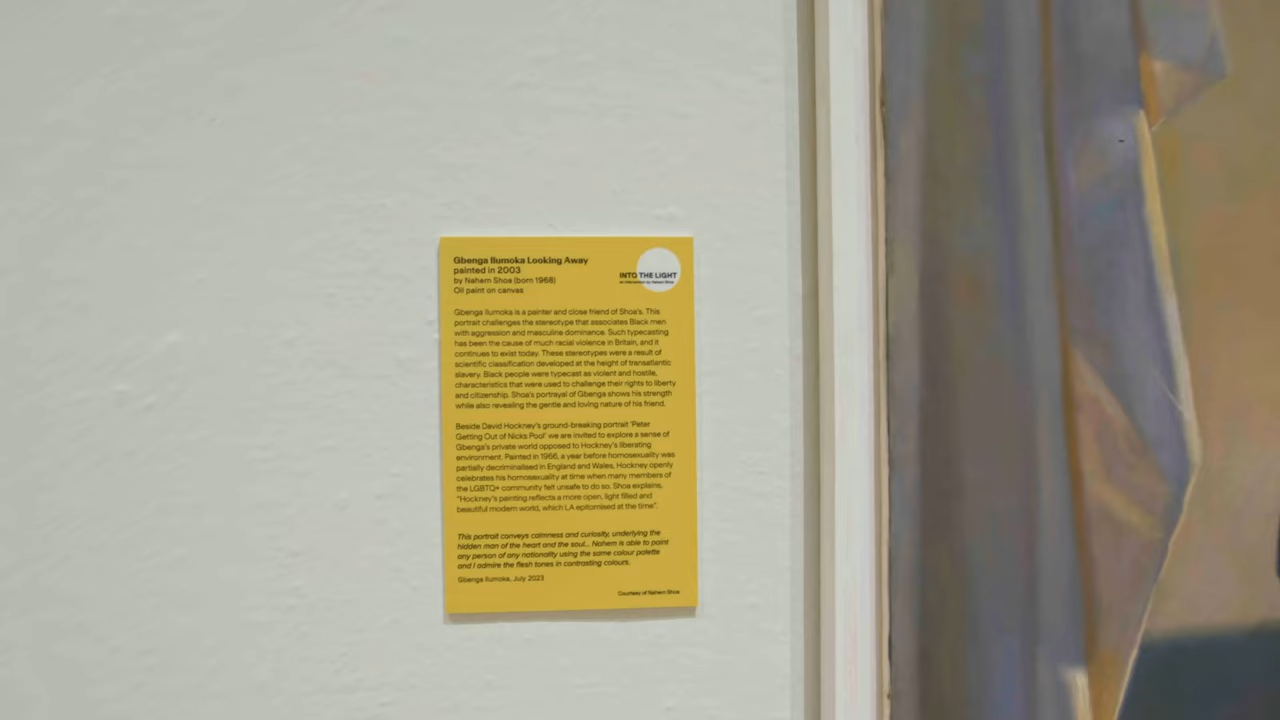 Gbenga Ilumoka Looking Away
painted in 2003
by Nahem Shoa (born 1968)
Oil paint on canvas
INTO THE LIGHT
an intervention by Nahem Shoa
Gbenga Ilumoka is a painter and close friend of Shoa's. This
portrait challenges the stereotype that associates Black men
with aggression and masculine dominance. Such typecasting
has been the cause of much racial violence in Britain, and it
continues to exist today. These stereotypes were a result of
scientific classification developed at the height of transatlantic
slavery. Black people were typecast as violent and hostile,
characteristics that were used to challenge their rights to liberty
and citizenship. Shoa's portrayal of Gbenga shows his strength
while also revealing the gentle and loving nature of his friend.
Beside David Hockney's ground-breaking portrait 'Peter
Getting Out of Nicks Pool' we are invited to explore a sense of
Gbenga's private world opposed to Hockney's liberating
environment. Painted in 1966, a year before homosexuality was
partially decriminalised in England and Wales, Hockney openly
celebrates his homosexuality at time when many members of
the LGBTQ+ community felt unsafe to do so. Shoa explains,
"Hockney's painting reflects a more open, light filled and
beautiful modern world, which LA epitomised at the time".
This portrait conveys calmness and curiosity, underlying the
hidden man of the heart and the soul... Nahem is able to paint
any person of any nationality using the same colour palette
and I admire the flesh tones in contrasting colours.
Gbenga Ilumoka, July 2023
Courtesy of Nahem Shoa